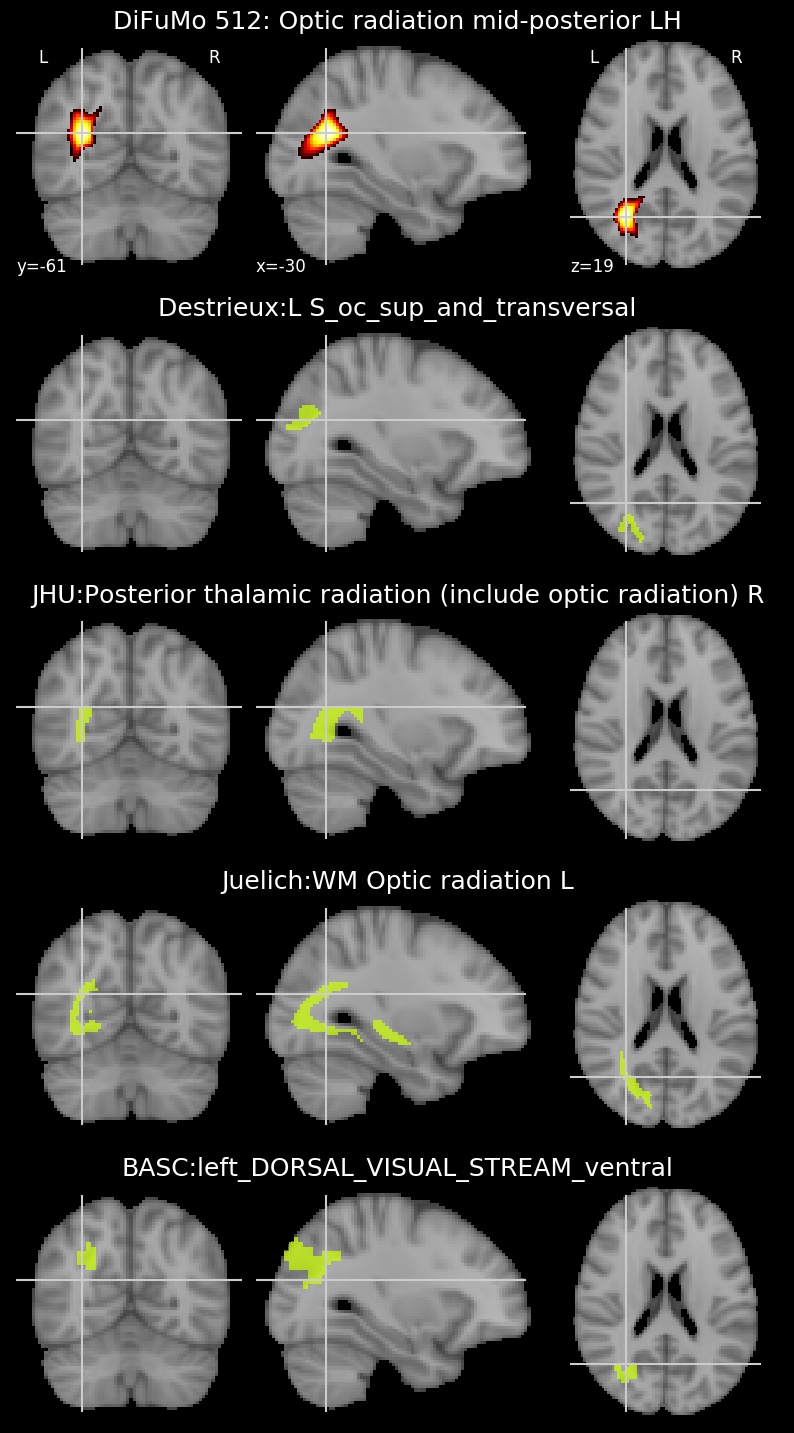 DiFuMo 512: Optic radiation mid-posterior LH
L R L R
y=-61 x=-30 z=19
Destrieux:L S_oc_sup_and_transversal
JHU:Posterior thalamic radiation (include optic radiation) R
Juelich:WM Optic radiation L
BASC:left_DORSAL_VISUAL_STREAM_ventral